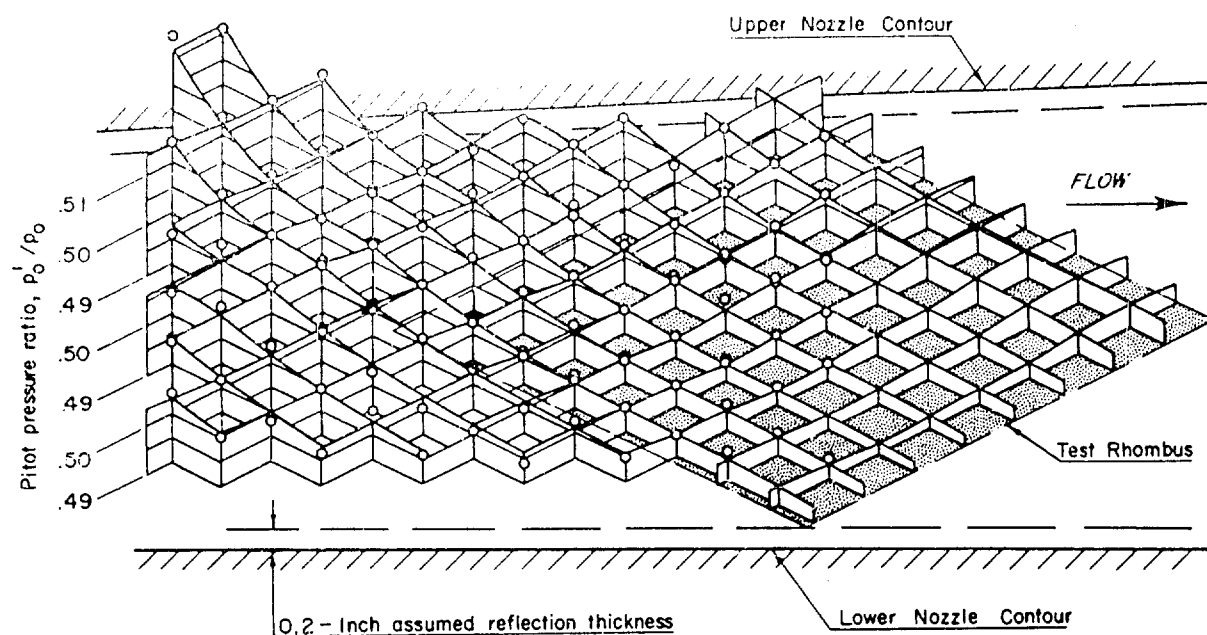 Upper Nozzle Contour
FLOW
Pitot pressure ratio, p₀'/p₀
.51
.50
.49
.50
.49
.50
.49
Test Rhombus
0.2 - Inch assumed reflection thickness
Lower Nozzle Contour